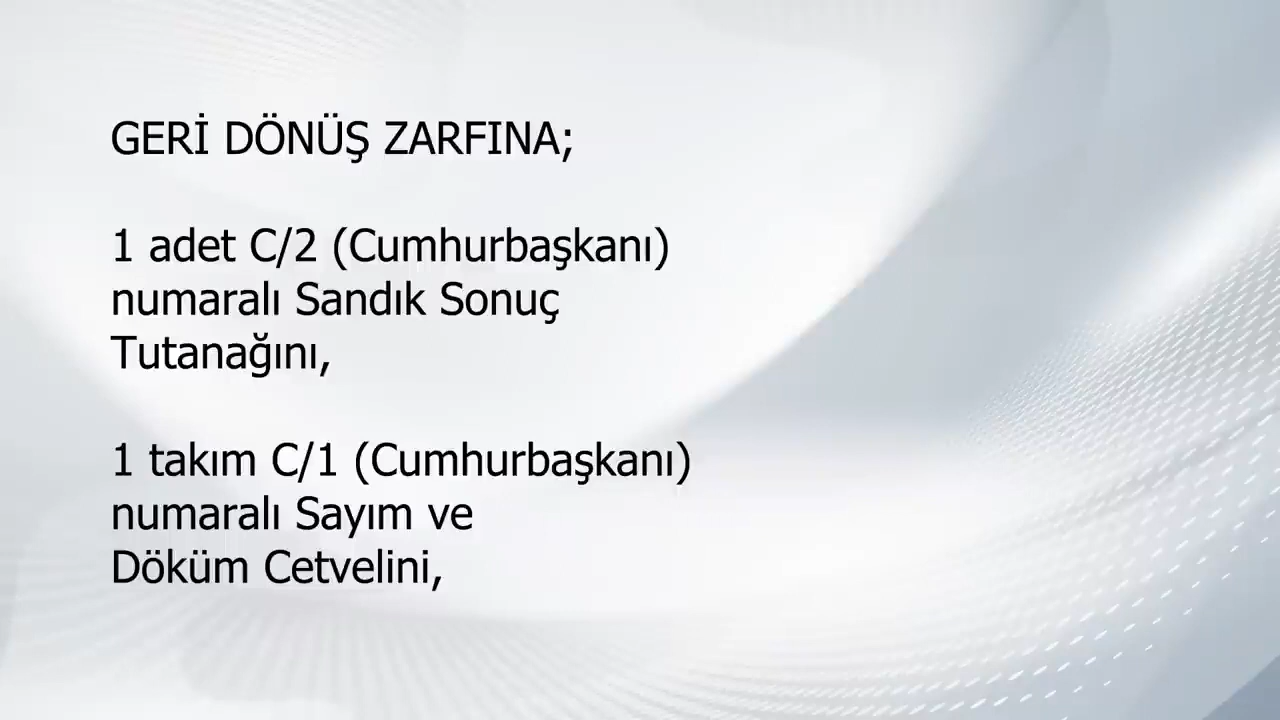 GERİ DÖNÜŞ ZARFINA;
1 adet C/2 (Cumhurbaşkanı)
numaralı Sandık Sonuç
Tutanağını,
1 takım C/1 (Cumhurbaşkanı)
numaralı Sayım ve
Döküm Cetvelini,